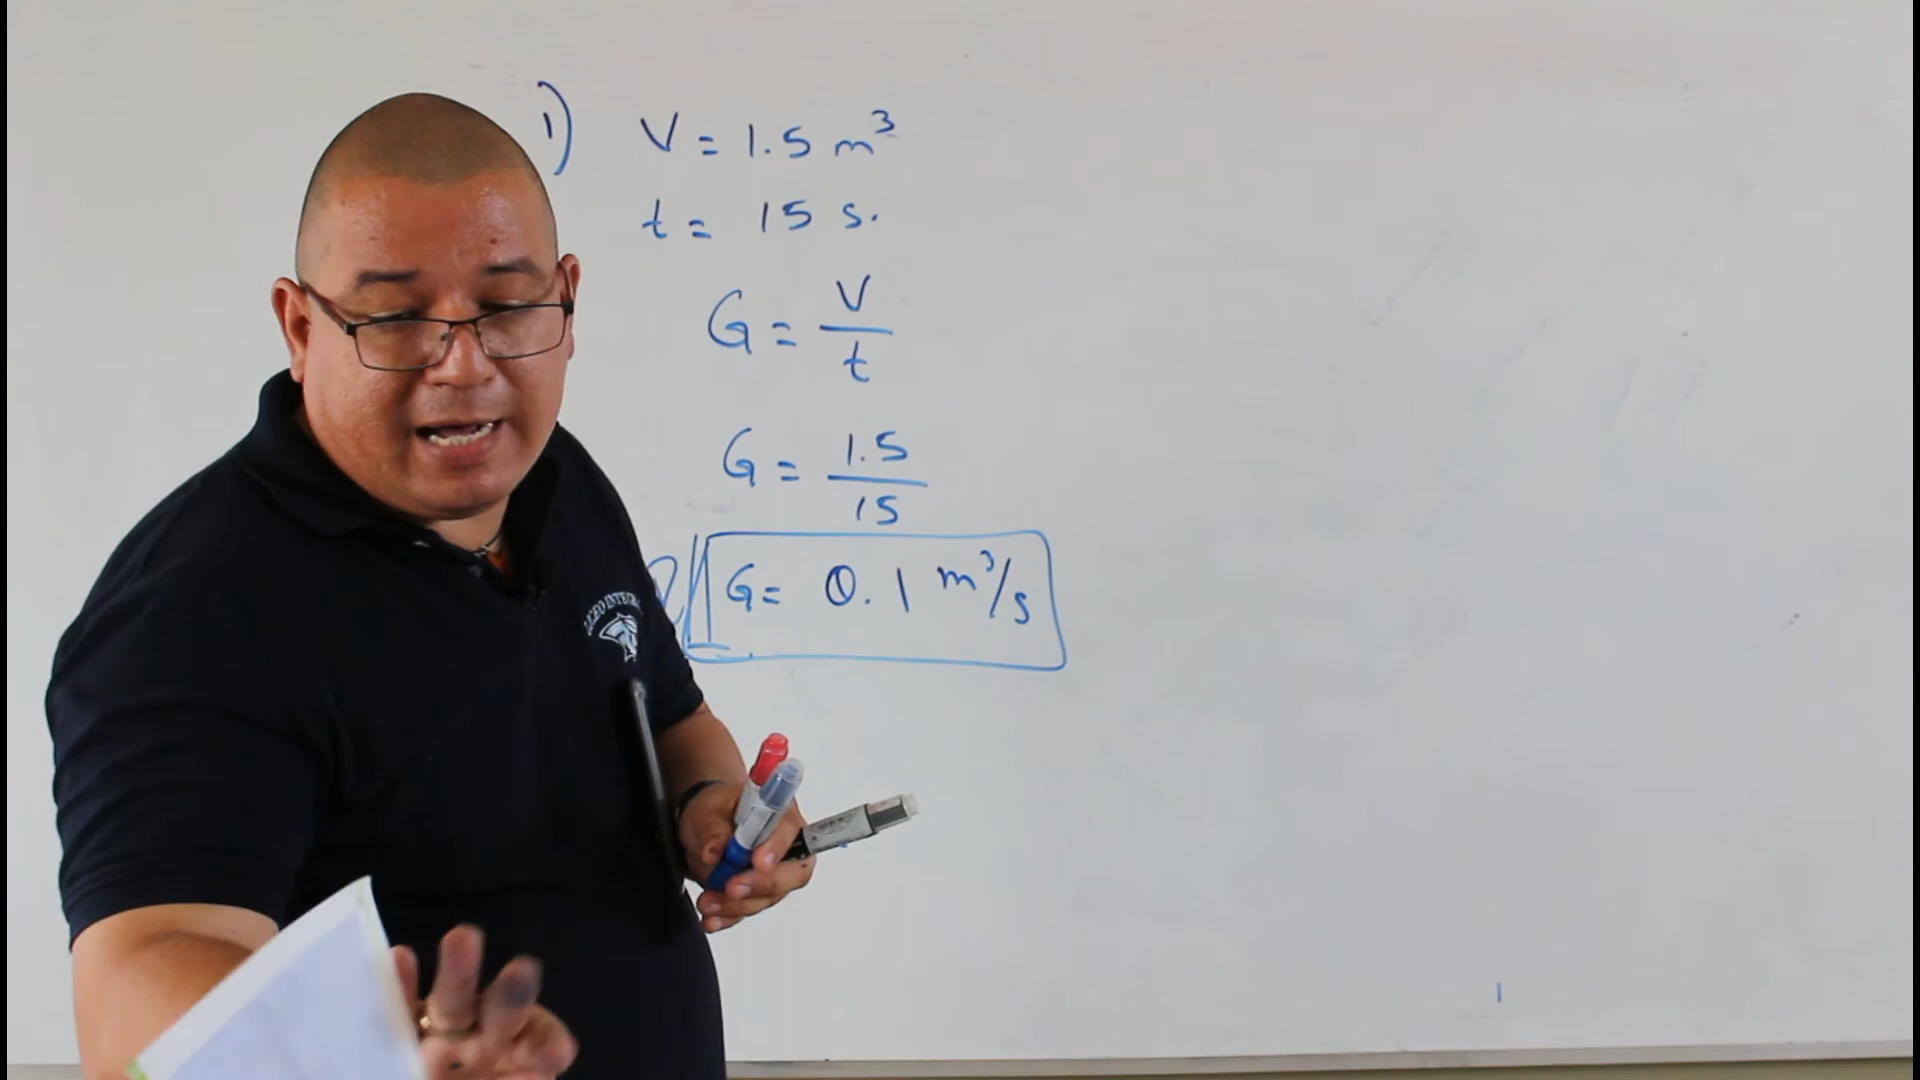 1) V = 1.5 m³
t = 15 s.
G = V/t
G = 1.5/15
G = 0.1 m³/s